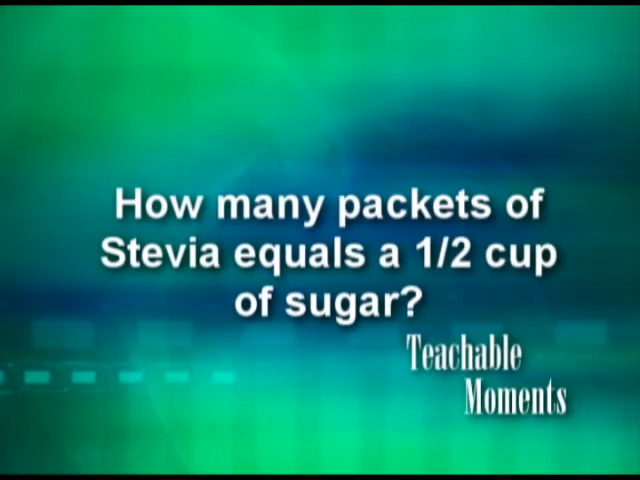 How many packets of
Stevia equals a 1/2 cup
of sugar?
Teachable
Moments